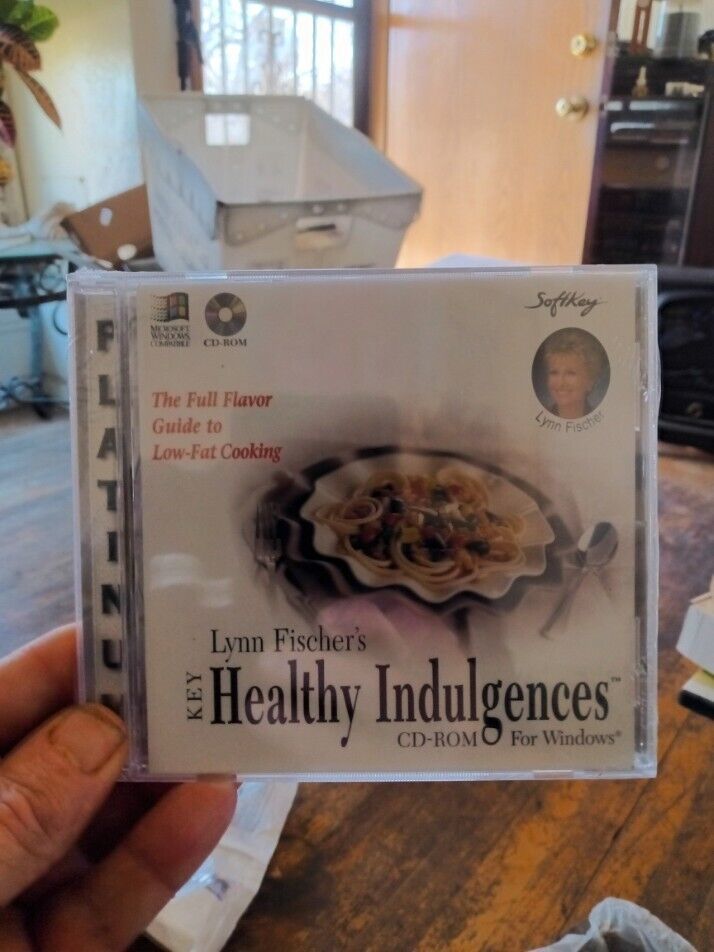 PLATINUM
MICROSOFT
WINDOWS
COMPATIBLE
CD-ROM
SoftKey
Lynn Fischer
The Full Flavor
Guide to
Low-Fat Cooking
Lynn Fischer's
KEY
Healthy Indulgences™
CD-ROM For Windows®